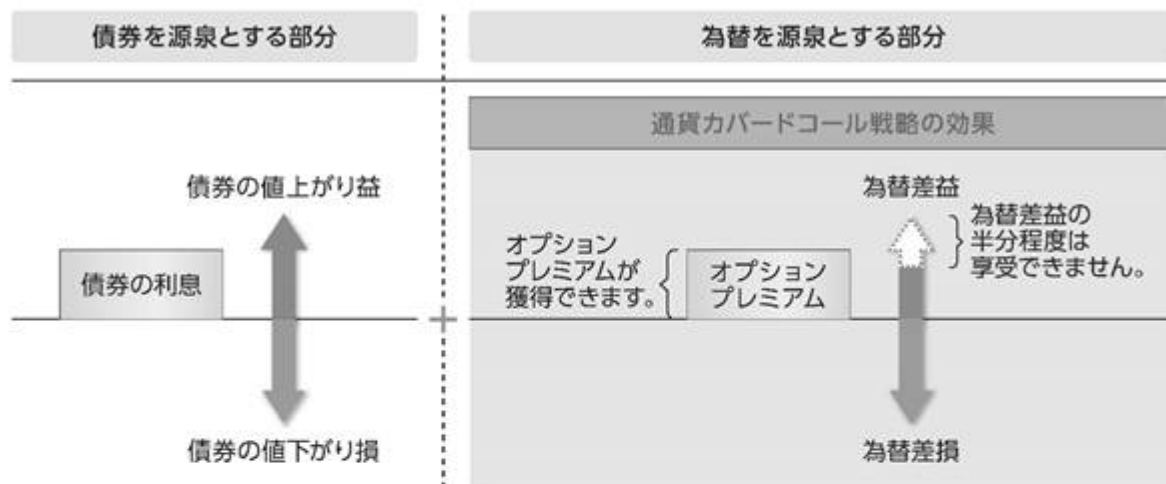 債券を源泉とする部分
為替を源泉とする部分
通貨カバードコール戦略の効果
債券の値上がり益
債券の利息
債券の値下がり損
為替差益
為替差益の
半分程度は
享受できません。
オプション
プレミアムが
獲得できます。
オプション
プレミアム
為替差損